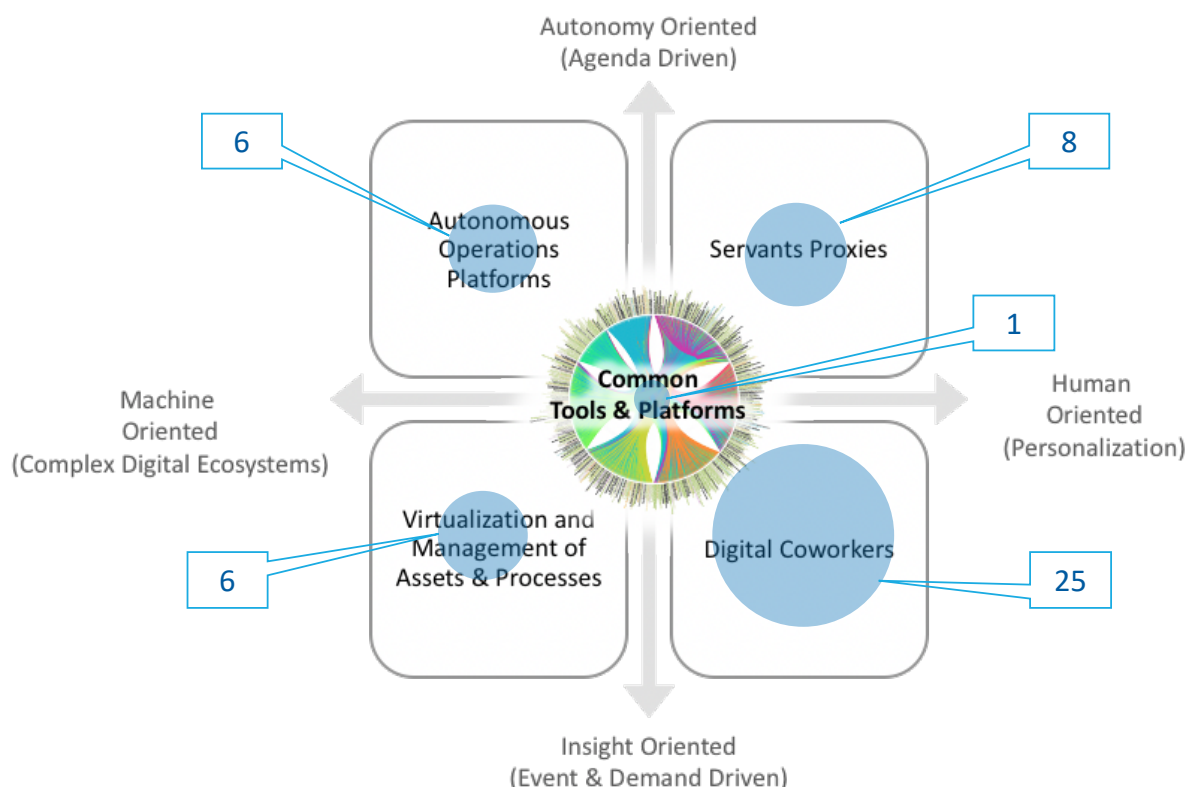 Autonomy Oriented
(Agenda Driven)
6
8
Autonomous
Operations
Platforms
Servants Proxies
1
Common
Tools & Platforms
Machine
Oriented
(Complex Digital Ecosystems)
Human
Oriented
(Personalization)
Virtualization and
Management of
Assets & Processes
Digital Coworkers
6
25
Insight Oriented
(Event & Demand Driven)